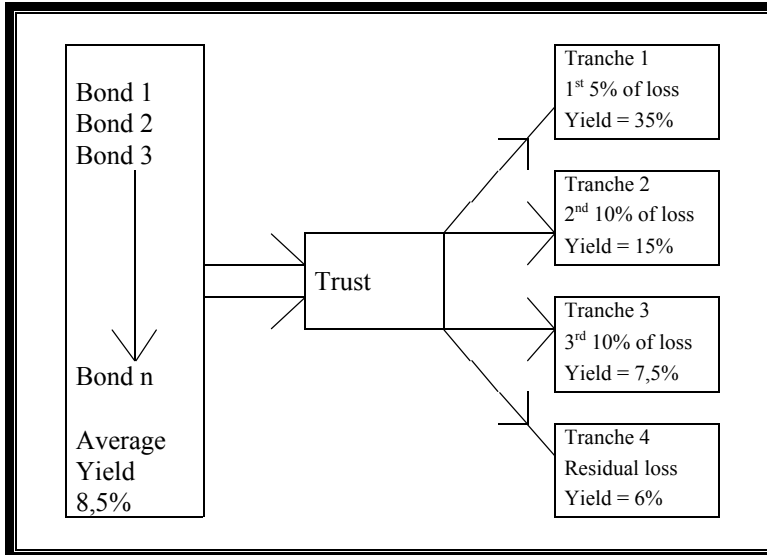 Bond 1
Bond 2
Bond 3
Bond n
Average
Yield
8,5%
Trust
Tranche 1
1st 5% of loss
Yield = 35%
Tranche 2
2nd 10% of loss
Yield = 15%
Tranche 3
3rd 10% of loss
Yield = 7,5%
Tranche 4
Residual loss
Yield = 6%